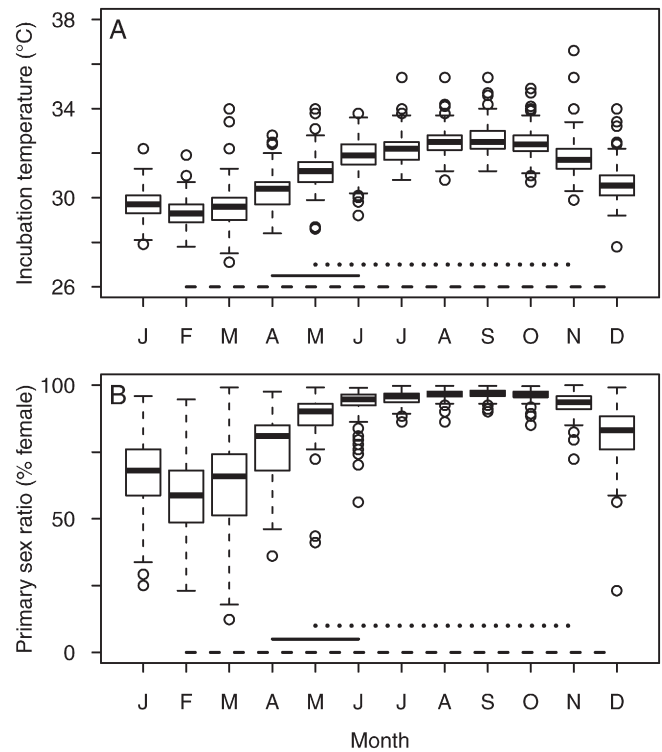 A
Incubation temperature (°C)
38
34
30
26
J F M A M J J A S O N D
B
Primary sex ratio (% female)
100
50
0
J F M A M J J A S O N D
Month